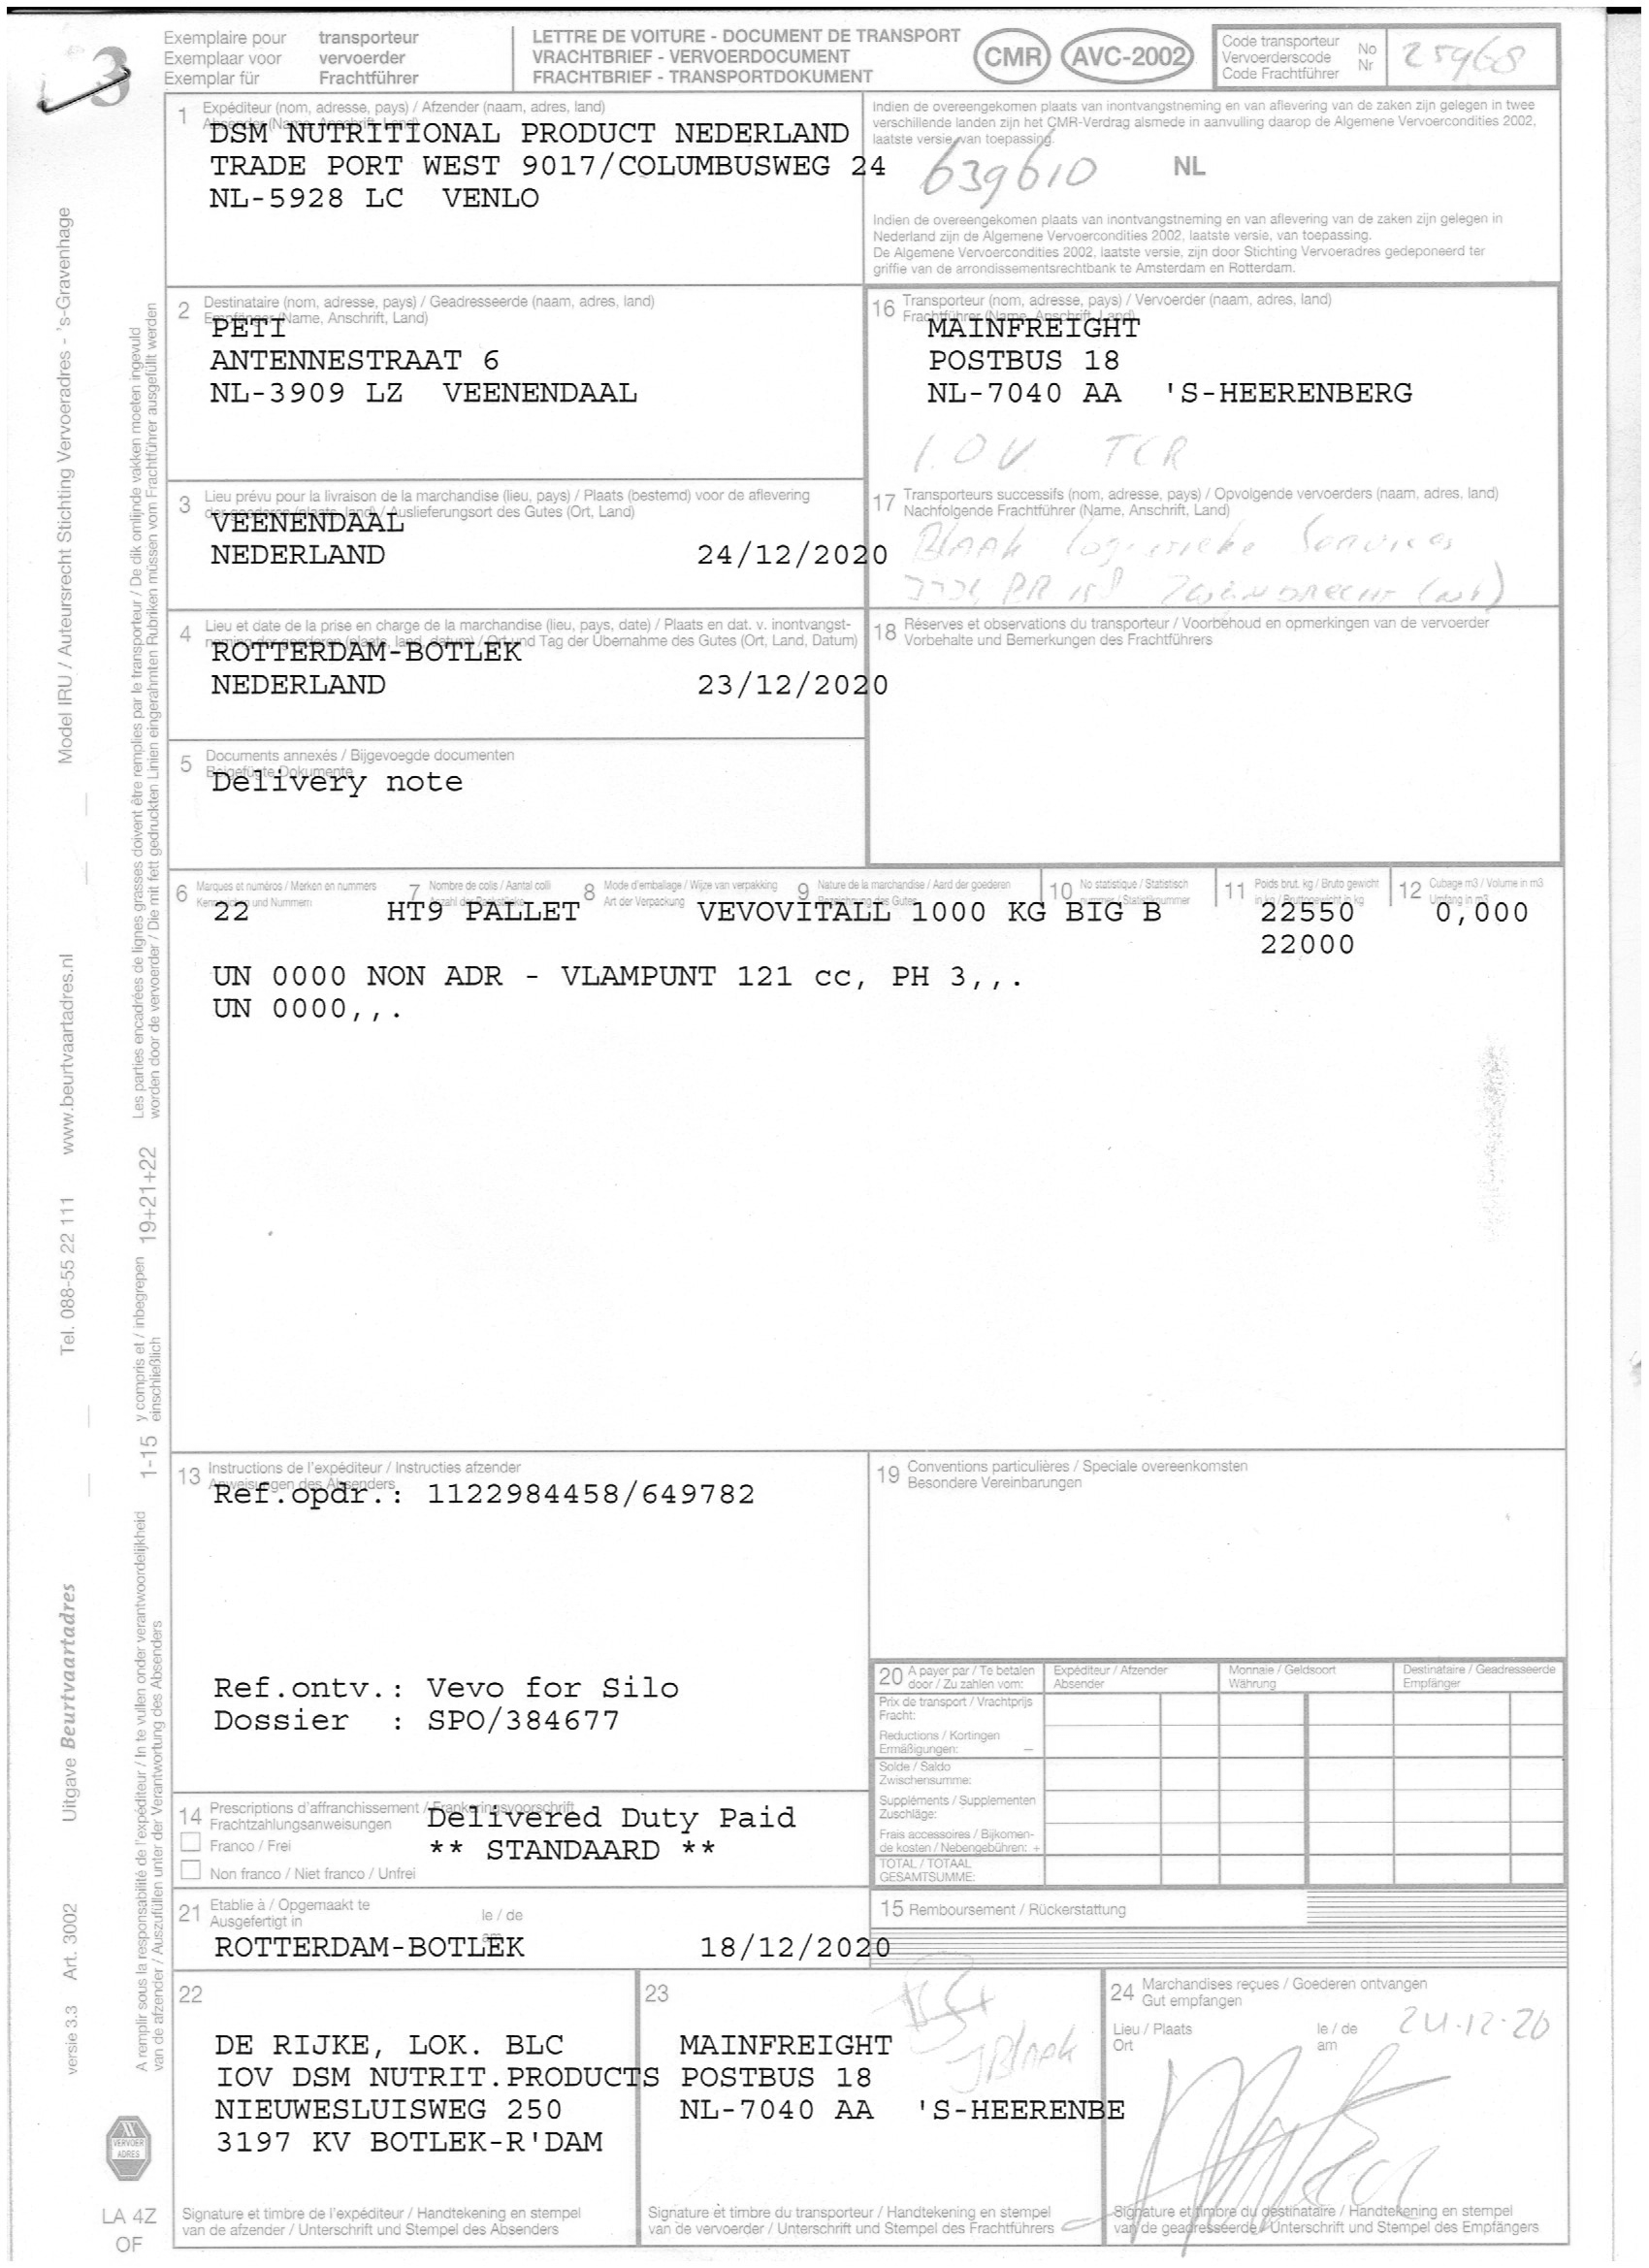 3
Exemplaire pour transporteur
Exemplaar voor vervoerder
Exemplar für Frachtführer
LETTRE DE VOITURE - DOCUMENT DE TRANSPORT
VRACHTBRIEF - VERVOERDOCUMENT
FRACHTBRIEF - TRANSPORTDOKUMENT
CMR AVC-2002
Code transporteur
Vervoerderscode
Code Frachtführer
No
Nr
25968
1 Expéditeur (nom, adresse, pays) / Afzender (naam, adres, land)
Absender (Name, Anschrift, Land)
DSM NUTRITIONAL PRODUCT NEDERLAND
TRADE PORT WEST 9017/COLUMBUSWEG 24
NL-5928 LC VENLO
Indien de overeengekomen plaats van inontvangstneming en van aflevering van de zaken zijn gelegen in twee
verschillende landen zijn het CMR-Verdrag alsmede in aanvulling daarop de Algemene Vervoercondities 2002,
laatste versie van toepassing.
639610 NL
Indien de overeengekomen plaats van inontvangstneming en van aflevering van de zaken zijn gelegen in
Nederland zijn de Algemene Vervoercondities 2002, laatste versie, van toepassing.
De Algemene Vervoercondities 2002, laatste versie, zijn door Stichting Vervoeradres gedeponeerd ter
griffie van de arrondissementsrechtbank te Amsterdam en Rotterdam.
2 Destinataire (nom, adresse, pays) / Geadresseerde (naam, adres, land)
Empfänger (Name, Anschrift, Land)
PETI
ANTENNESTRAAT 6
NL-3909 LZ VEENENDAAL
16 Transporteur (nom, adresse, pays) / Vervoerder (naam, adres, land)
Frachtführer (Name, Anschrift, Land)
MAINFREIGHT
POSTBUS 18
NL-7040 AA 'S-HEERENBERG
I.O.V. TCR
3 Lieu prévu pour la livraison de la marchandise (lieu, pays) / Plaats (bestemd) voor de aflevering
der goederen (plaats, land) / Auslieferungsort des Gutes (Ort, Land)
VEENENDAAL
NEDERLAND 24/12/2020
17 Transporteurs successifs (nom, adresse, pays) / Opvolgende vervoerders (naam, adres, land)
Nachfolgende Frachtführer (Name, Anschrift, Land)
Blaak logistieke Services
ZWIJNDRECHT
4 Lieu et date de la prise en charge de la marchandise (lieu, pays, date) / Plaats en dat. v. inontvangst-
neming der goederen (plaats, land, datum) / Ort und Tag der Übernahme des Gutes (Ort, Land, Datum)
ROTTERDAM-BOTLEK
NEDERLAND 23/12/2020
18 Réserves et observations du transporteur / Voorbehoud en opmerkingen van de vervoerder
Vorbehalte und Bemerkungen des Frachtführers
5 Documents annexés / Bijgevoegde documenten
Beigefügte Dokumente
Delivery note
6 Marques et numéros / Merken en nummers
Kennzeichen und Nummern
7 Nombre de colis / Aantal colli
Anzahl der Packstücke
8 Mode d'emballage / Wijze van verpakking
Art der Verpackung
9 Nature de la marchandise / Aard der goederen
Bezeichnung des Gutes
10 No statistique / Statistisch
nummer / Statistiknummer
11 Poids brut. kg / Bruto gewicht
in kg / Bruttogewicht in kg
12 Cubage m3 / Volume in m3
Umfang in m3
22 HT9 PALLET VEVOVITALL 1000 KG BIG B 22550 0,000
22000
UN 0000 NON ADR - VLAMPUNT 121 cc, PH 3,,.
UN 0000,,.
13 Instructions de l'expéditeur / Instructies afzender
Anweisungen des Absenders
Ref.opdr.: 1122984458/649782
Ref.ontv.: Vevo for Silo
Dossier : SPO/384677
19 Conventions particulières / Speciale overeenkomsten
Besondere Vereinbarungen
20 A payer par / Te betalen
door / Zu zahlen vom:
Expéditeur / Afzender
Absender
Monnaie / Geldsoort
Währung
Destinataire / Geadresseerde
Empfänger
Prix de transport / Vrachtprijs
Fracht:
Reductions / Kortingen
Ermäßigungen: −
Solde / Saldo
Zwischensumme:
Suppléments / Supplementen
Zuschläge:
Frais accessoires / Bijkomen-
de kosten / Nebengebühren: +
TOTAL / TOTAAL
GESAMTSUMME:
14 Prescriptions d'affranchissement / Frankeringsvoorschrift
Frachtzahlungsanweisungen
Franco / Frei
Non franco / Niet franco / Unfrei
Delivered Duty Paid
** STANDAARD **
21 Etablie à / Opgemaakt te
Ausgefertigt in
le / de
am
ROTTERDAM-BOTLEK 18/12/2020
15 Remboursement / Rückerstattung
22
DE RIJKE, LOK. BLC
IOV DSM NUTRIT.PRODUCTS
NIEUWESLUISWEG 250
3197 KV BOTLEK-R'DAM
Signature et timbre de l'expéditeur / Handtekening en stempel
van de afzender / Unterschrift und Stempel des Absenders
23
MAINFREIGHT
POSTBUS 18
NL-7040 AA 'S-HEERENBE
JBlaak
Signature et timbre du transporteur / Handtekening en stempel
van de vervoerder / Unterschrift und Stempel des Frachtführers
24 Marchandises reçues / Goederen ontvangen
Gut empfangen
Lieu / Plaats
Ort
le / de
am
24-12-20
Signature et timbre du destinataire / Handtekening en stempel
van de geadresseerde / Unterschrift und Stempel des Empfängers
Model IRU / Auteursrecht Stichting Vervoeradres - 's-Gravenhage
www.beurtvaartadres.nl
Tel. 088-55 22 111
Uitgave Beurtvaartadres
Art. 3002
versie 3.3
Les parties encadrées de lignes grasses doivent être remplies par le transporteur / De dik omlijnde vakken moeten ingevuld
worden door de vervoerder / Die mit fett gedruckten Linien eingerahmten Rubriken müssen vom Frachtführer ausgefüllt werden
19+21+22
y compris et / inbegrepen
einschließlich
1-15
A remplir sous la responsabilité de l'expéditeur / In te vullen onder verantwoordelijkheid
van de afzender / Auszufüllen unter der Verantwortung des Absenders
VERVOER
ADRES
LA 4Z
OF